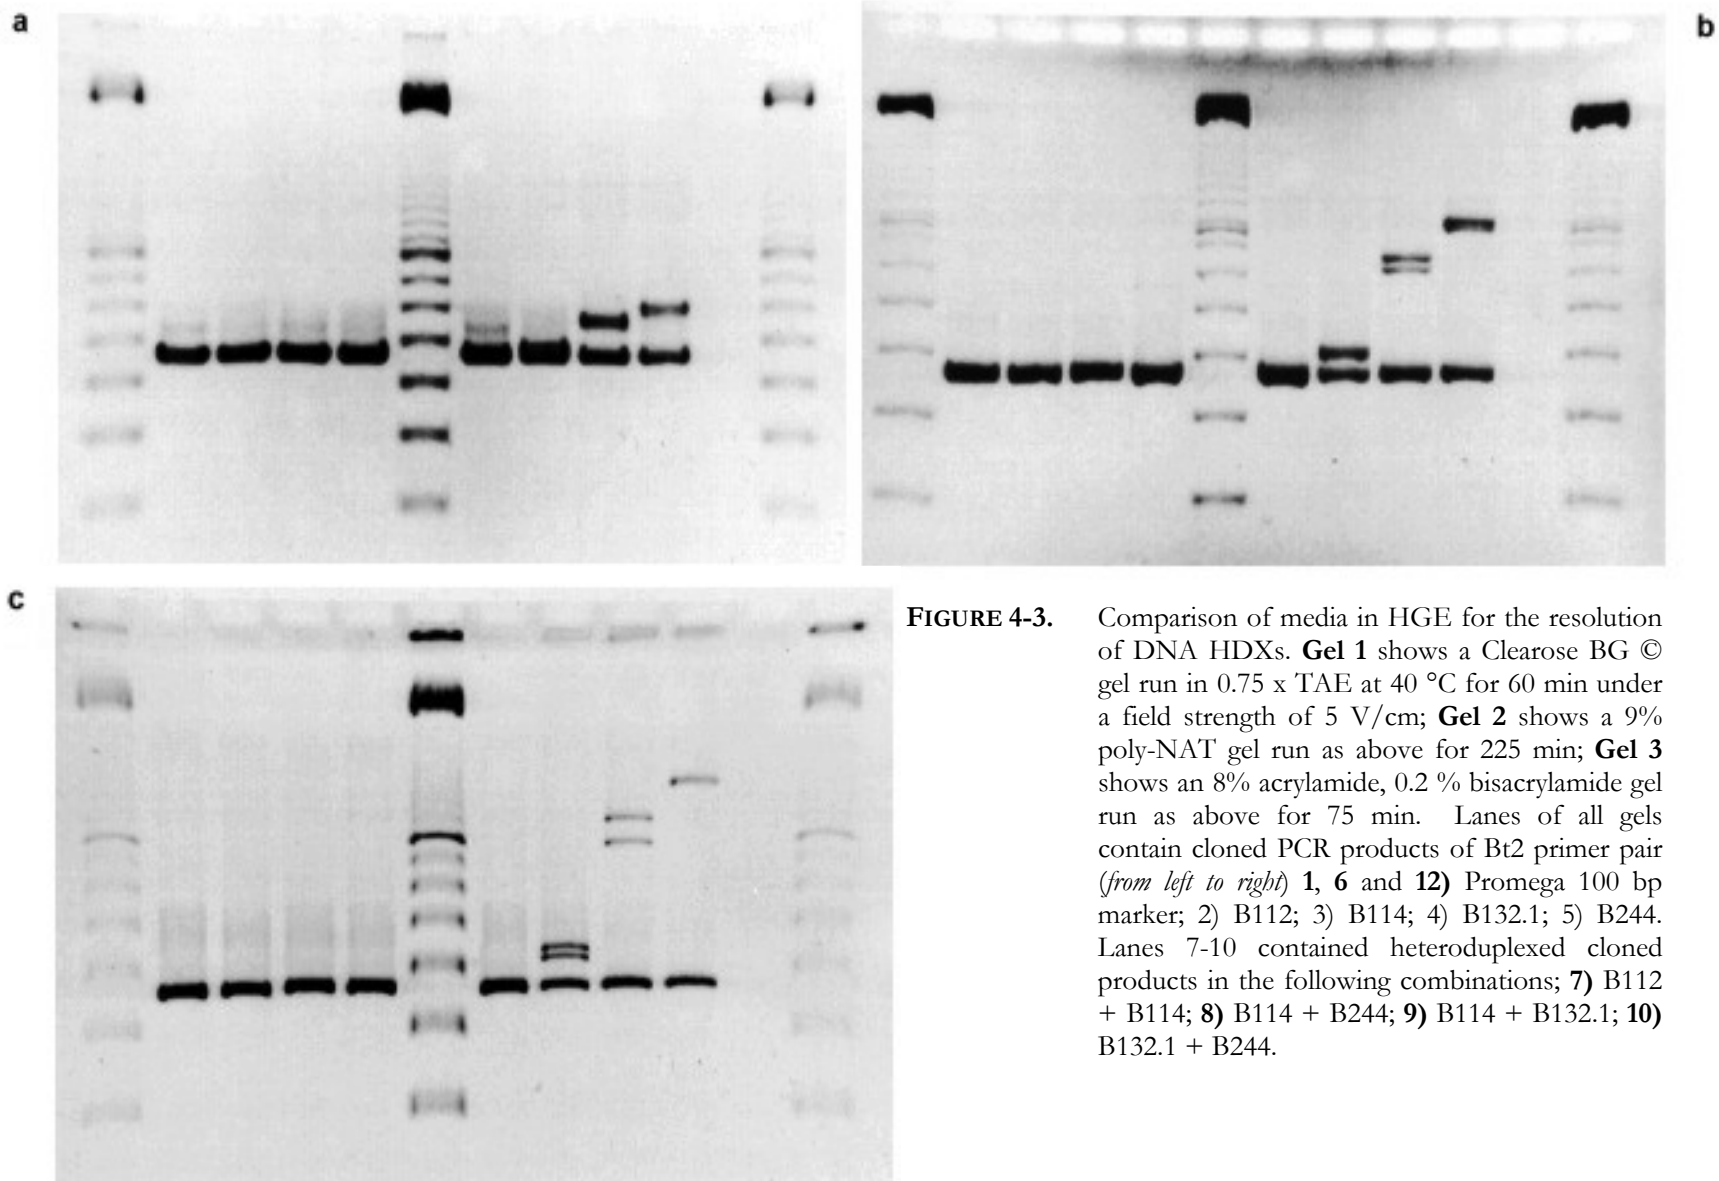 a
b
c
FIGURE 4-3. Comparison of media in HGE for the resolution
of DNA HDXs. Gel 1 shows a Clearose BG ©
gel run in 0.75 x TAE at 40 °C for 60 min under
a field strength of 5 V/cm; Gel 2 shows a 9%
poly-NAT gel run as above for 225 min; Gel 3
shows an 8% acrylamide, 0.2 % bisacrylamide gel
run as above for 75 min. Lanes of all gels
contain cloned PCR products of Bt2 primer pair
(from left to right) 1, 6 and 12) Promega 100 bp
marker; 2) B112; 3) B114; 4) B132.1; 5) B244.
Lanes 7-10 contained heteroduplexed cloned
products in the following combinations; 7) B112
+ B114; 8) B114 + B244; 9) B114 + B132.1; 10)
B132.1 + B244.